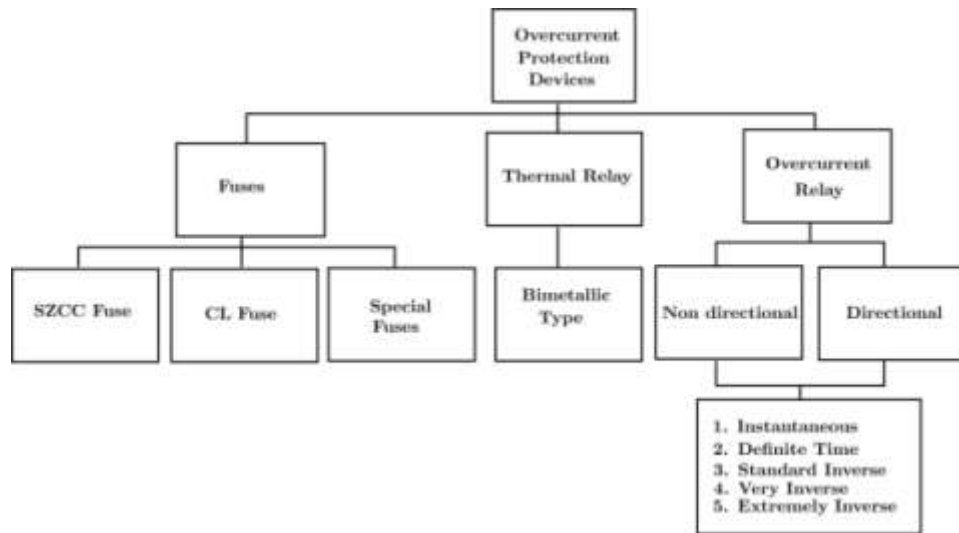 Overcurrent
Protection
Devices
Fuses
Thermal Relay
Overcurrent
Relay
SZCC Fuse
CL Fuse
Special
Fuses
Bimetallic
Type
Non directional
Directional
1. Instantaneous
2. Definite Time
3. Standard Inverse
4. Very Inverse
5. Extremely Inverse